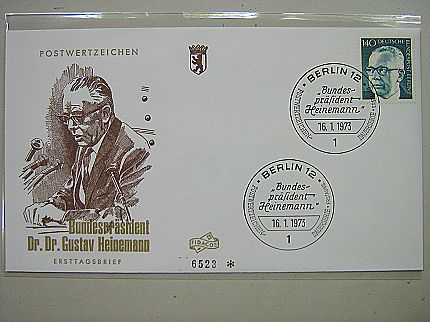 POSTWERTZEICHEN
140 DEUTSCHE
BUNDESPOST BERLIN
BERLIN 12
"Bundes-
präsident
Heinemann"
16.1.1973
1
BERLIN 12
"Bundes-
präsident
Heinemann"
16.1.1973
1
Bundespräsident
Dr. Dr. Gustav Heinemann
ERSTTAGSBRIEF
FIDACOS
6523 *